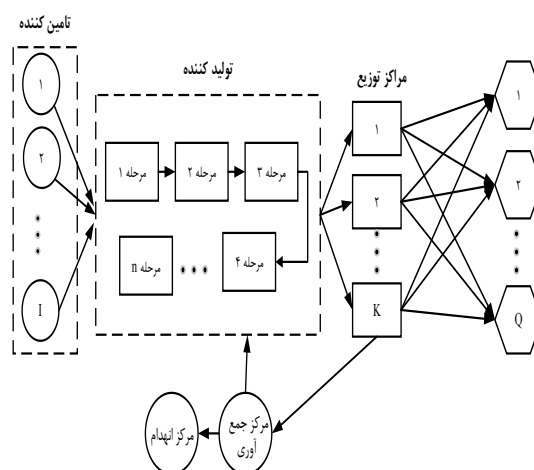 تامین کننده
تولید کننده
مراکز توزیع
۱
۲
I
مرحله ۱
مرحله ۲
مرحله ۳
مرحله ۴
مرحله n
۱
۲
K
۱
۲
Q
مرکز جمع
آوری
مرکز انهدام